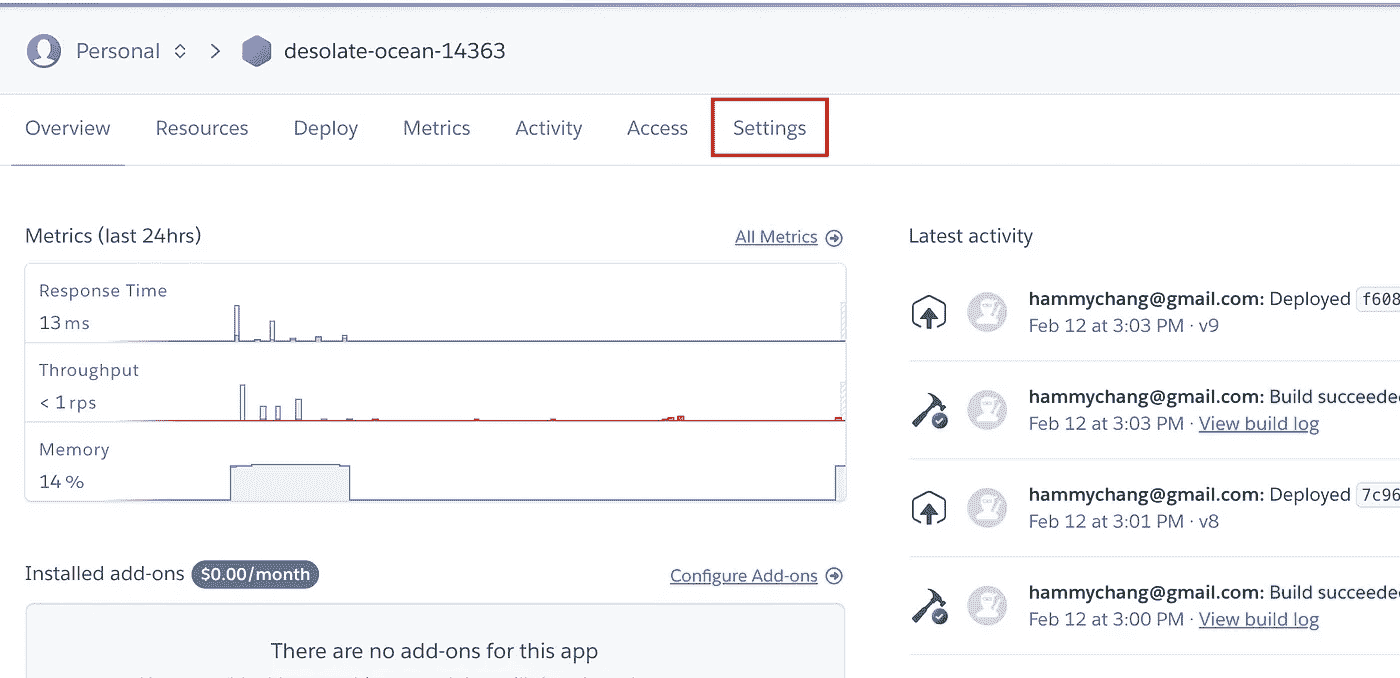 Personal > desolate-ocean-14363
Overview Resources Deploy Metrics Activity Access Settings
Metrics (last 24hrs)
All Metrics
Response Time
13 ms
Throughput
< 1 rps
Memory
14 %
Installed add-ons $0.00/month
Configure Add-ons
There are no add-ons for this app
Latest activity
hammychang@gmail.com: Deployed f608
Feb 12 at 3:03 PM · v9
hammychang@gmail.com: Build succeede
Feb 12 at 3:03 PM · View build log
hammychang@gmail.com: Deployed 7c96
Feb 12 at 3:01 PM · v8
hammychang@gmail.com: Build succeede
Feb 12 at 3:00 PM · View build log